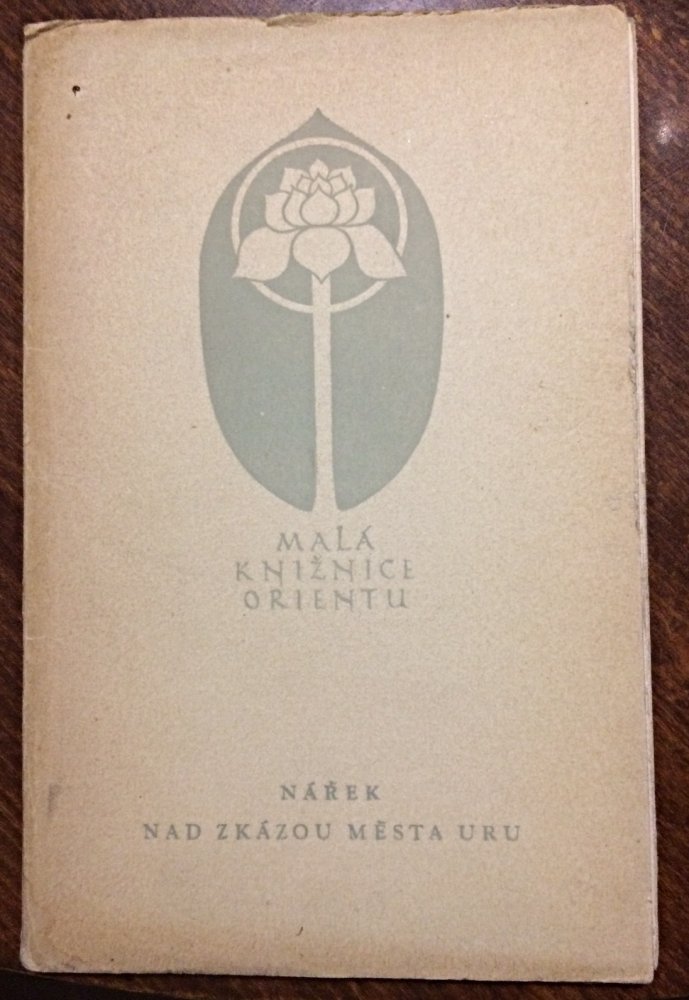 MALÁ
KNIŽNICE
ORIENTU
NÁŘEK
NAD ZKÁZOU MĚSTA URU